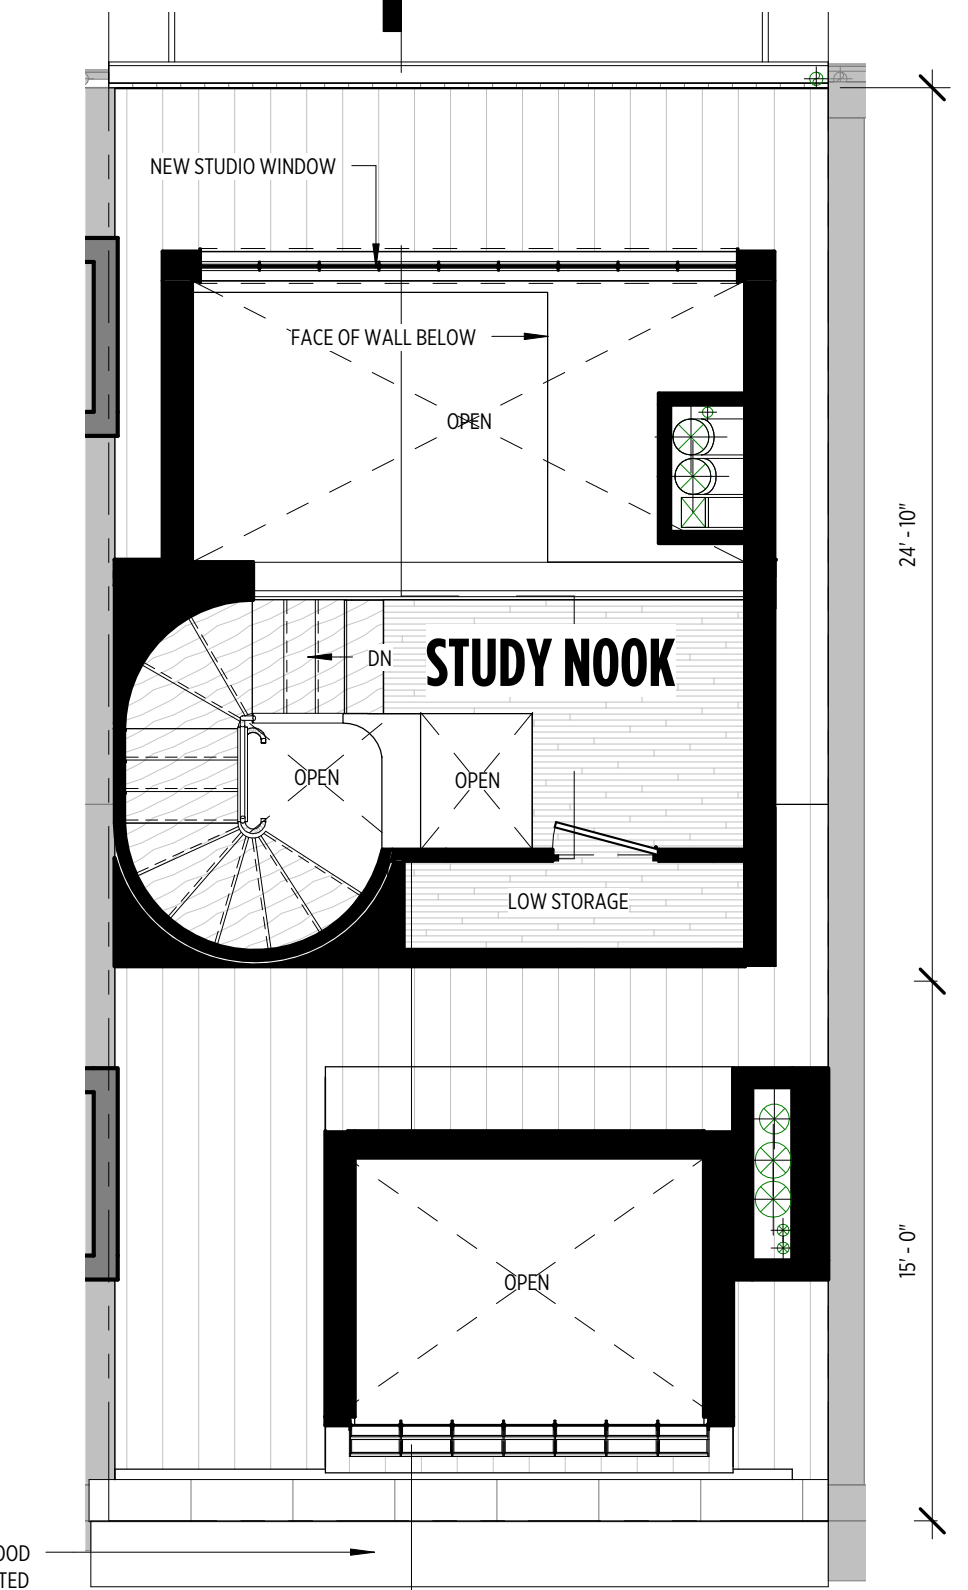 NEW STUDIO WINDOW
FACE OF WALL BELOW
OPEN
24' - 10"
DN
STUDY NOOK
OPEN
OPEN
LOW STORAGE
15' - 0"
OPEN
OOD
TED